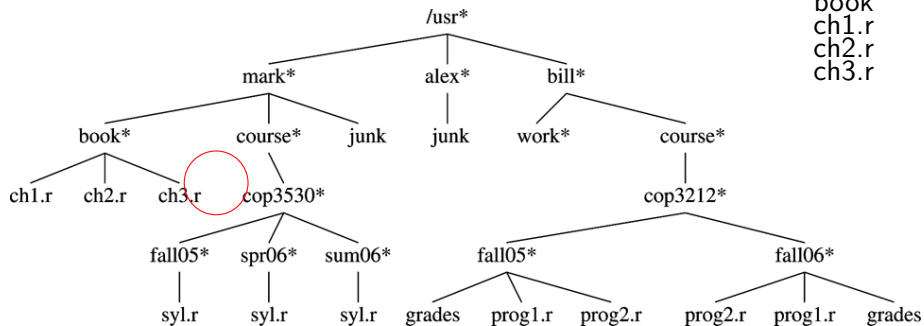 /usr*
mark* alex* bill*
book* course* junk junk work* course*
ch1.r ch2.r ch3.r cop3530* cop3212*
fall05* spr06* sum06* fall05* fall06*
syl.r syl.r syl.r grades prog1.r prog2.r prog2.r prog1.r grades
book
ch1.r
ch2.r
ch3.r